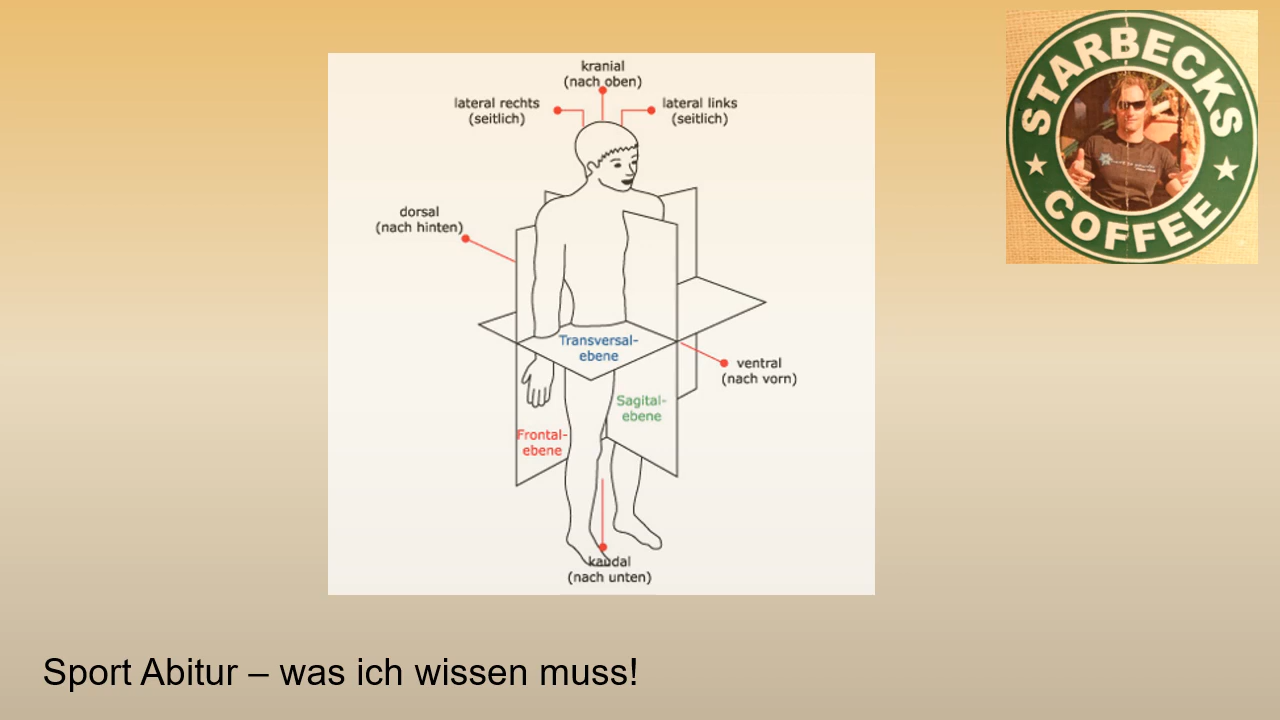 STARBECKS
COFFEE
kranial
(nach oben)
lateral rechts
(seitlich)
lateral links
(seitlich)
dorsal
(nach hinten)
Transversal-
ebene
ventral
(nach vorn)
Sagital-
ebene
Frontal-
ebene
kaudal
(nach unten)
Sport Abitur – was ich wissen muss!